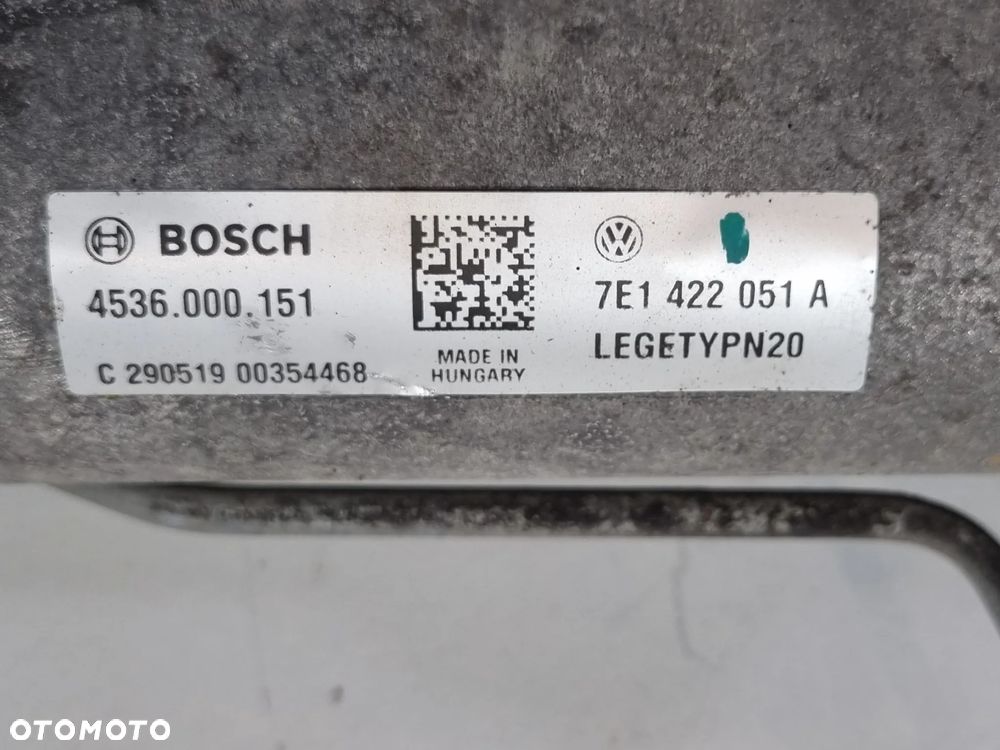 BOSCH
4536.000.151
C 290519 00354468
MADE IN
HUNGARY
7E1 422 051 A
LEGETYPN20
OTOMOTO